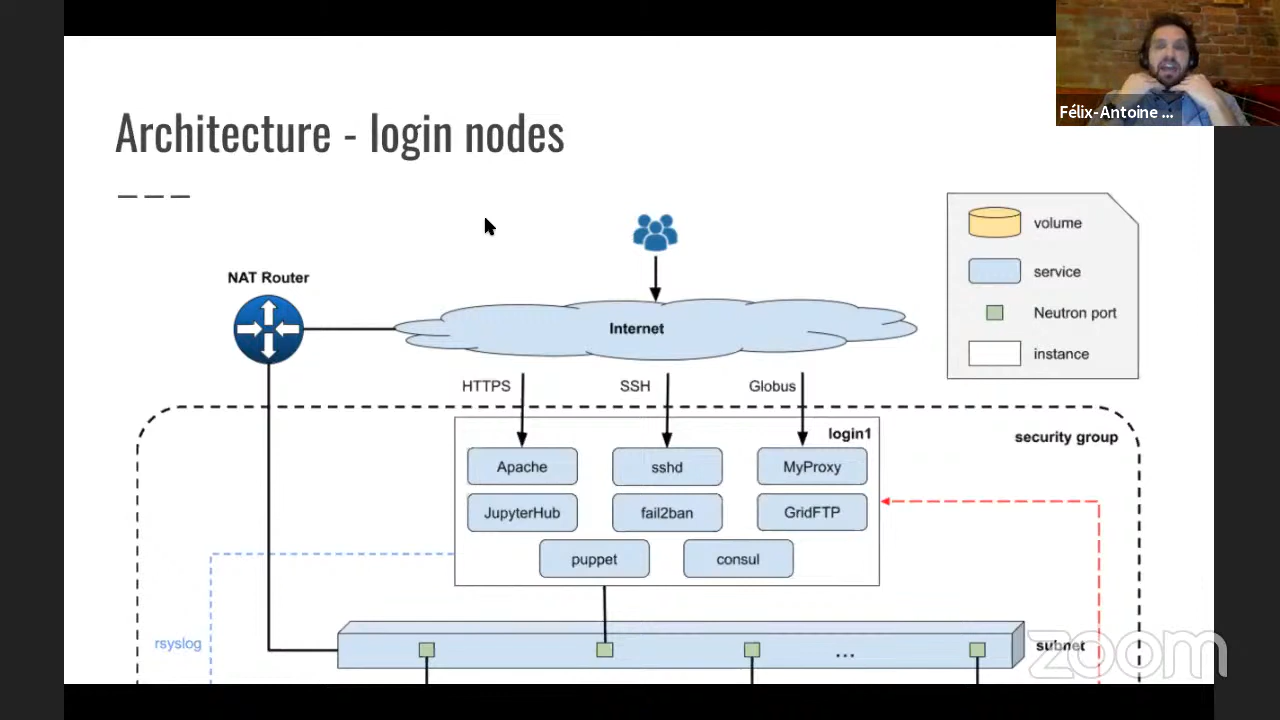 Félix-Antoine ...
Architecture - login nodes
volume
service
Neutron port
instance
NAT Router
Internet
HTTPS
SSH
Globus
login1
security group
Apache
sshd
MyProxy
JupyterHub
fail2ban
GridFTP
puppet
consul
rsyslog
...
subnet
zoom